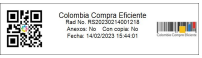 Colombia Compra Eficiente
Rad No. RS20230214001218
Anexos: No Con copia: No
Fecha: 14/02/2023 15:44:01